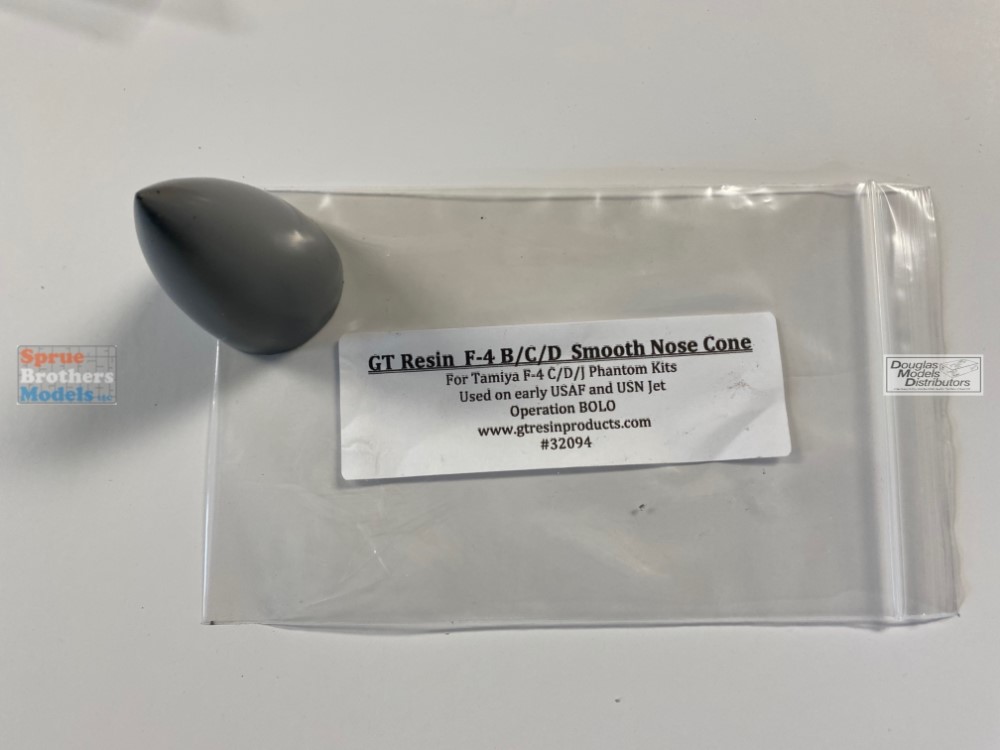 Sprue
Brothers
Models LLC
GT Resin F-4 B/C/D Smooth Nose Cone
For Tamiya F-4 C/D/J Phantom Kits
Used on early USAF and USN Jet
Operation BOLO
www.gtresinproducts.com
#32094
Douglas
Models
Distributors